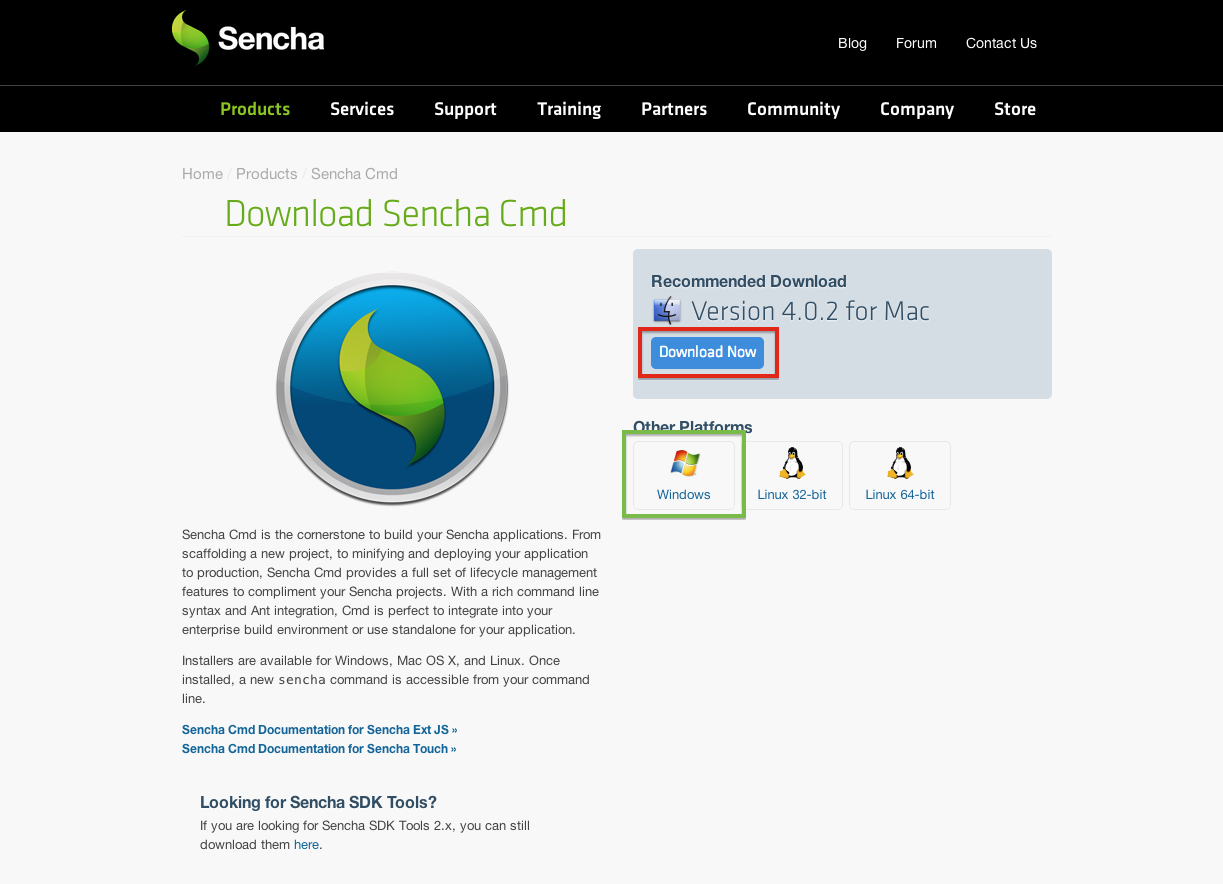 Sencha
Blog Forum Contact Us
Products Services Support Training Partners Community Company Store
Home / Products / Sencha Cmd
Download Sencha Cmd
Recommended Download
Version 4.0.2 for Mac
Download Now
Other Platforms
Windows Linux 32-bit Linux 64-bit
Sencha Cmd is the cornerstone to build your Sencha applications. From
scaffolding a new project, to minifying and deploying your application
to production, Sencha Cmd provides a full set of lifecycle management
features to compliment your Sencha projects. With a rich command line
syntax and Ant integration, Cmd is perfect to integrate into your
enterprise build environment or use standalone for your application.
Installers are available for Windows, Mac OS X, and Linux. Once
installed, a new sencha command is accessible from your command
line.
Sencha Cmd Documentation for Sencha Ext JS »
Sencha Cmd Documentation for Sencha Touch »
Looking for Sencha SDK Tools?
If you are looking for Sencha SDK Tools 2.x, you can still
download them here.